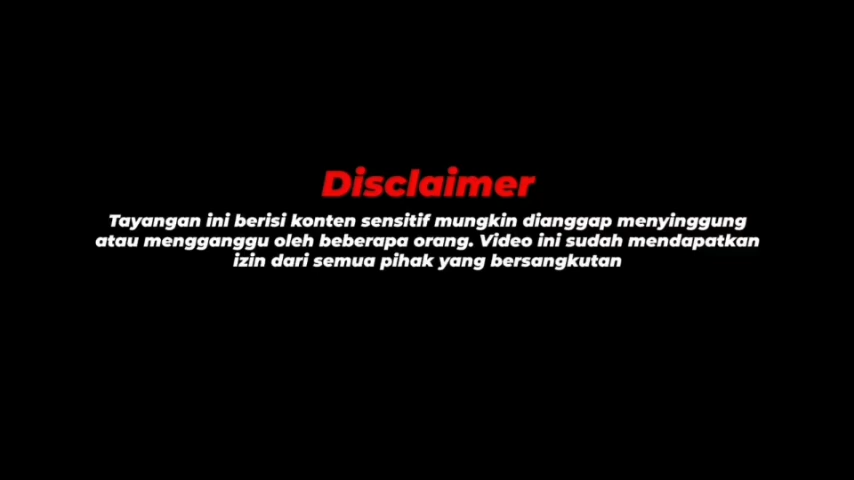 Disclaimer
Tayangan ini berisi konten sensitif mungkin dianggap menyinggung
atau mengganggu oleh beberapa orang. Video ini sudah mendapatkan
izin dari semua pihak yang bersangkutan